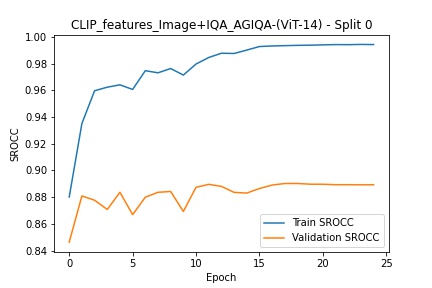 CLIP_features_Image+IQA_AGIQA-(ViT-14) - Split 0
1.00
0.98
0.96
0.94
0.92
0.90
0.88
0.86
0.84
SROCC
Train SROCC
Validation SROCC
0 5 10 15 20 25
Epoch